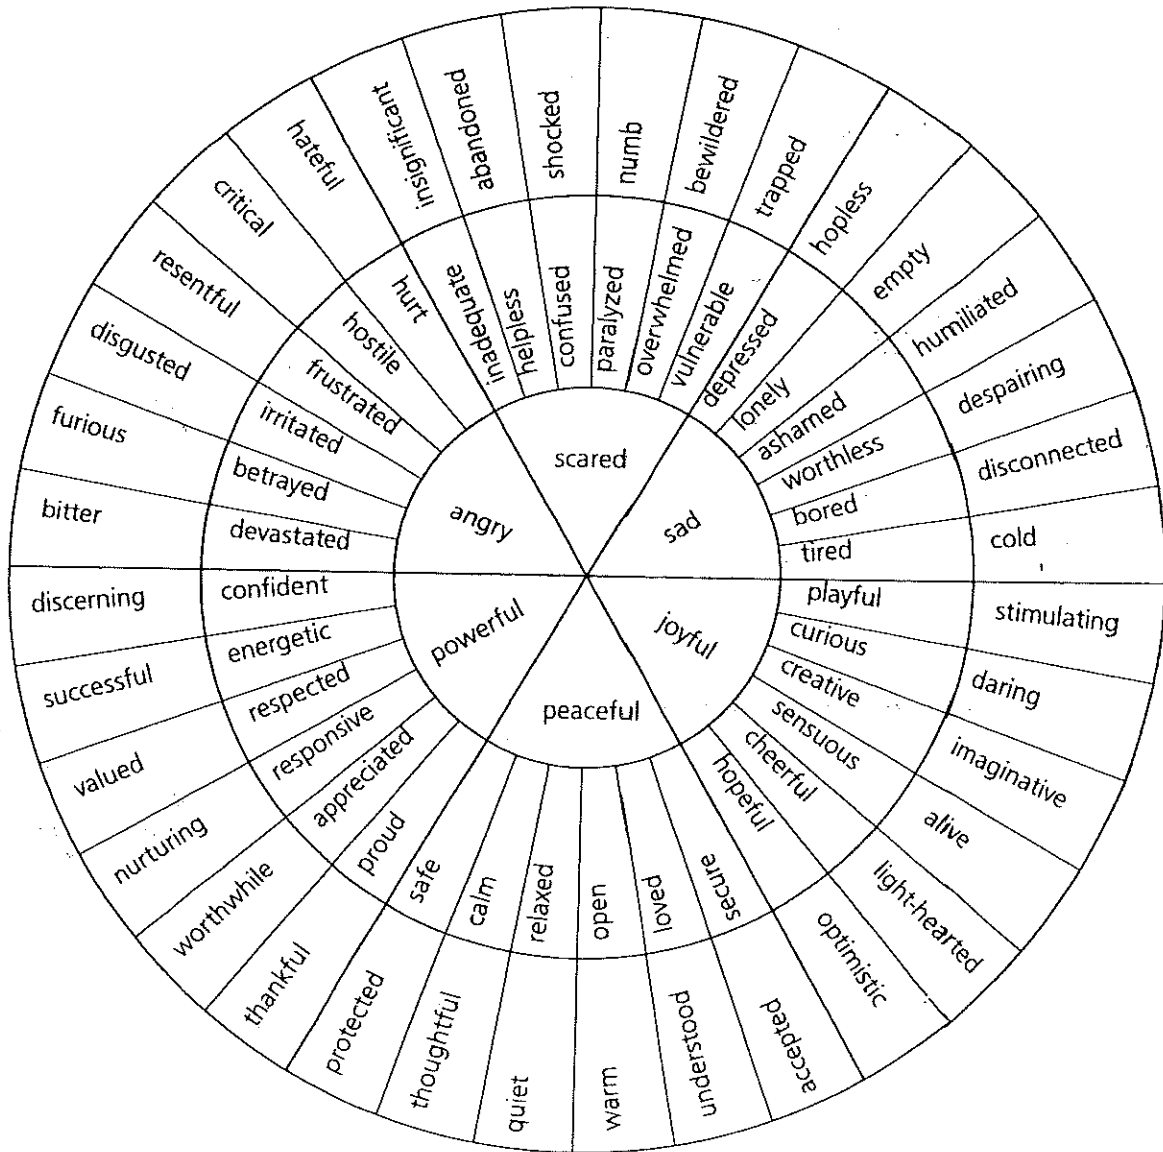 scared
sad
joyful
peaceful
powerful
angry
inadequate
helpless
confused
paralyzed
overwhelmed
vulnerable
depressed
lonely
ashamed
worthless
bored
tired
playful
curious
creative
sensuous
cheerful
hopeful
secure
loved
open
relaxed
calm
safe
proud
appreciated
responsive
respected
energetic
confident
devastated
betrayed
irritated
frustrated
hostile
hurt
insignificant
abandoned
shocked
numb
bewildered
trapped
hopless
empty
humiliated
despairing
disconnected
cold
stimulating
daring
imaginative
alive
light-hearted
optimistic
accepted
understood
warm
quiet
thoughtful
protected
thankful
worthwhile
nurturing
valued
successful
discerning
bitter
furious
disgusted
resentful
critical
hateful